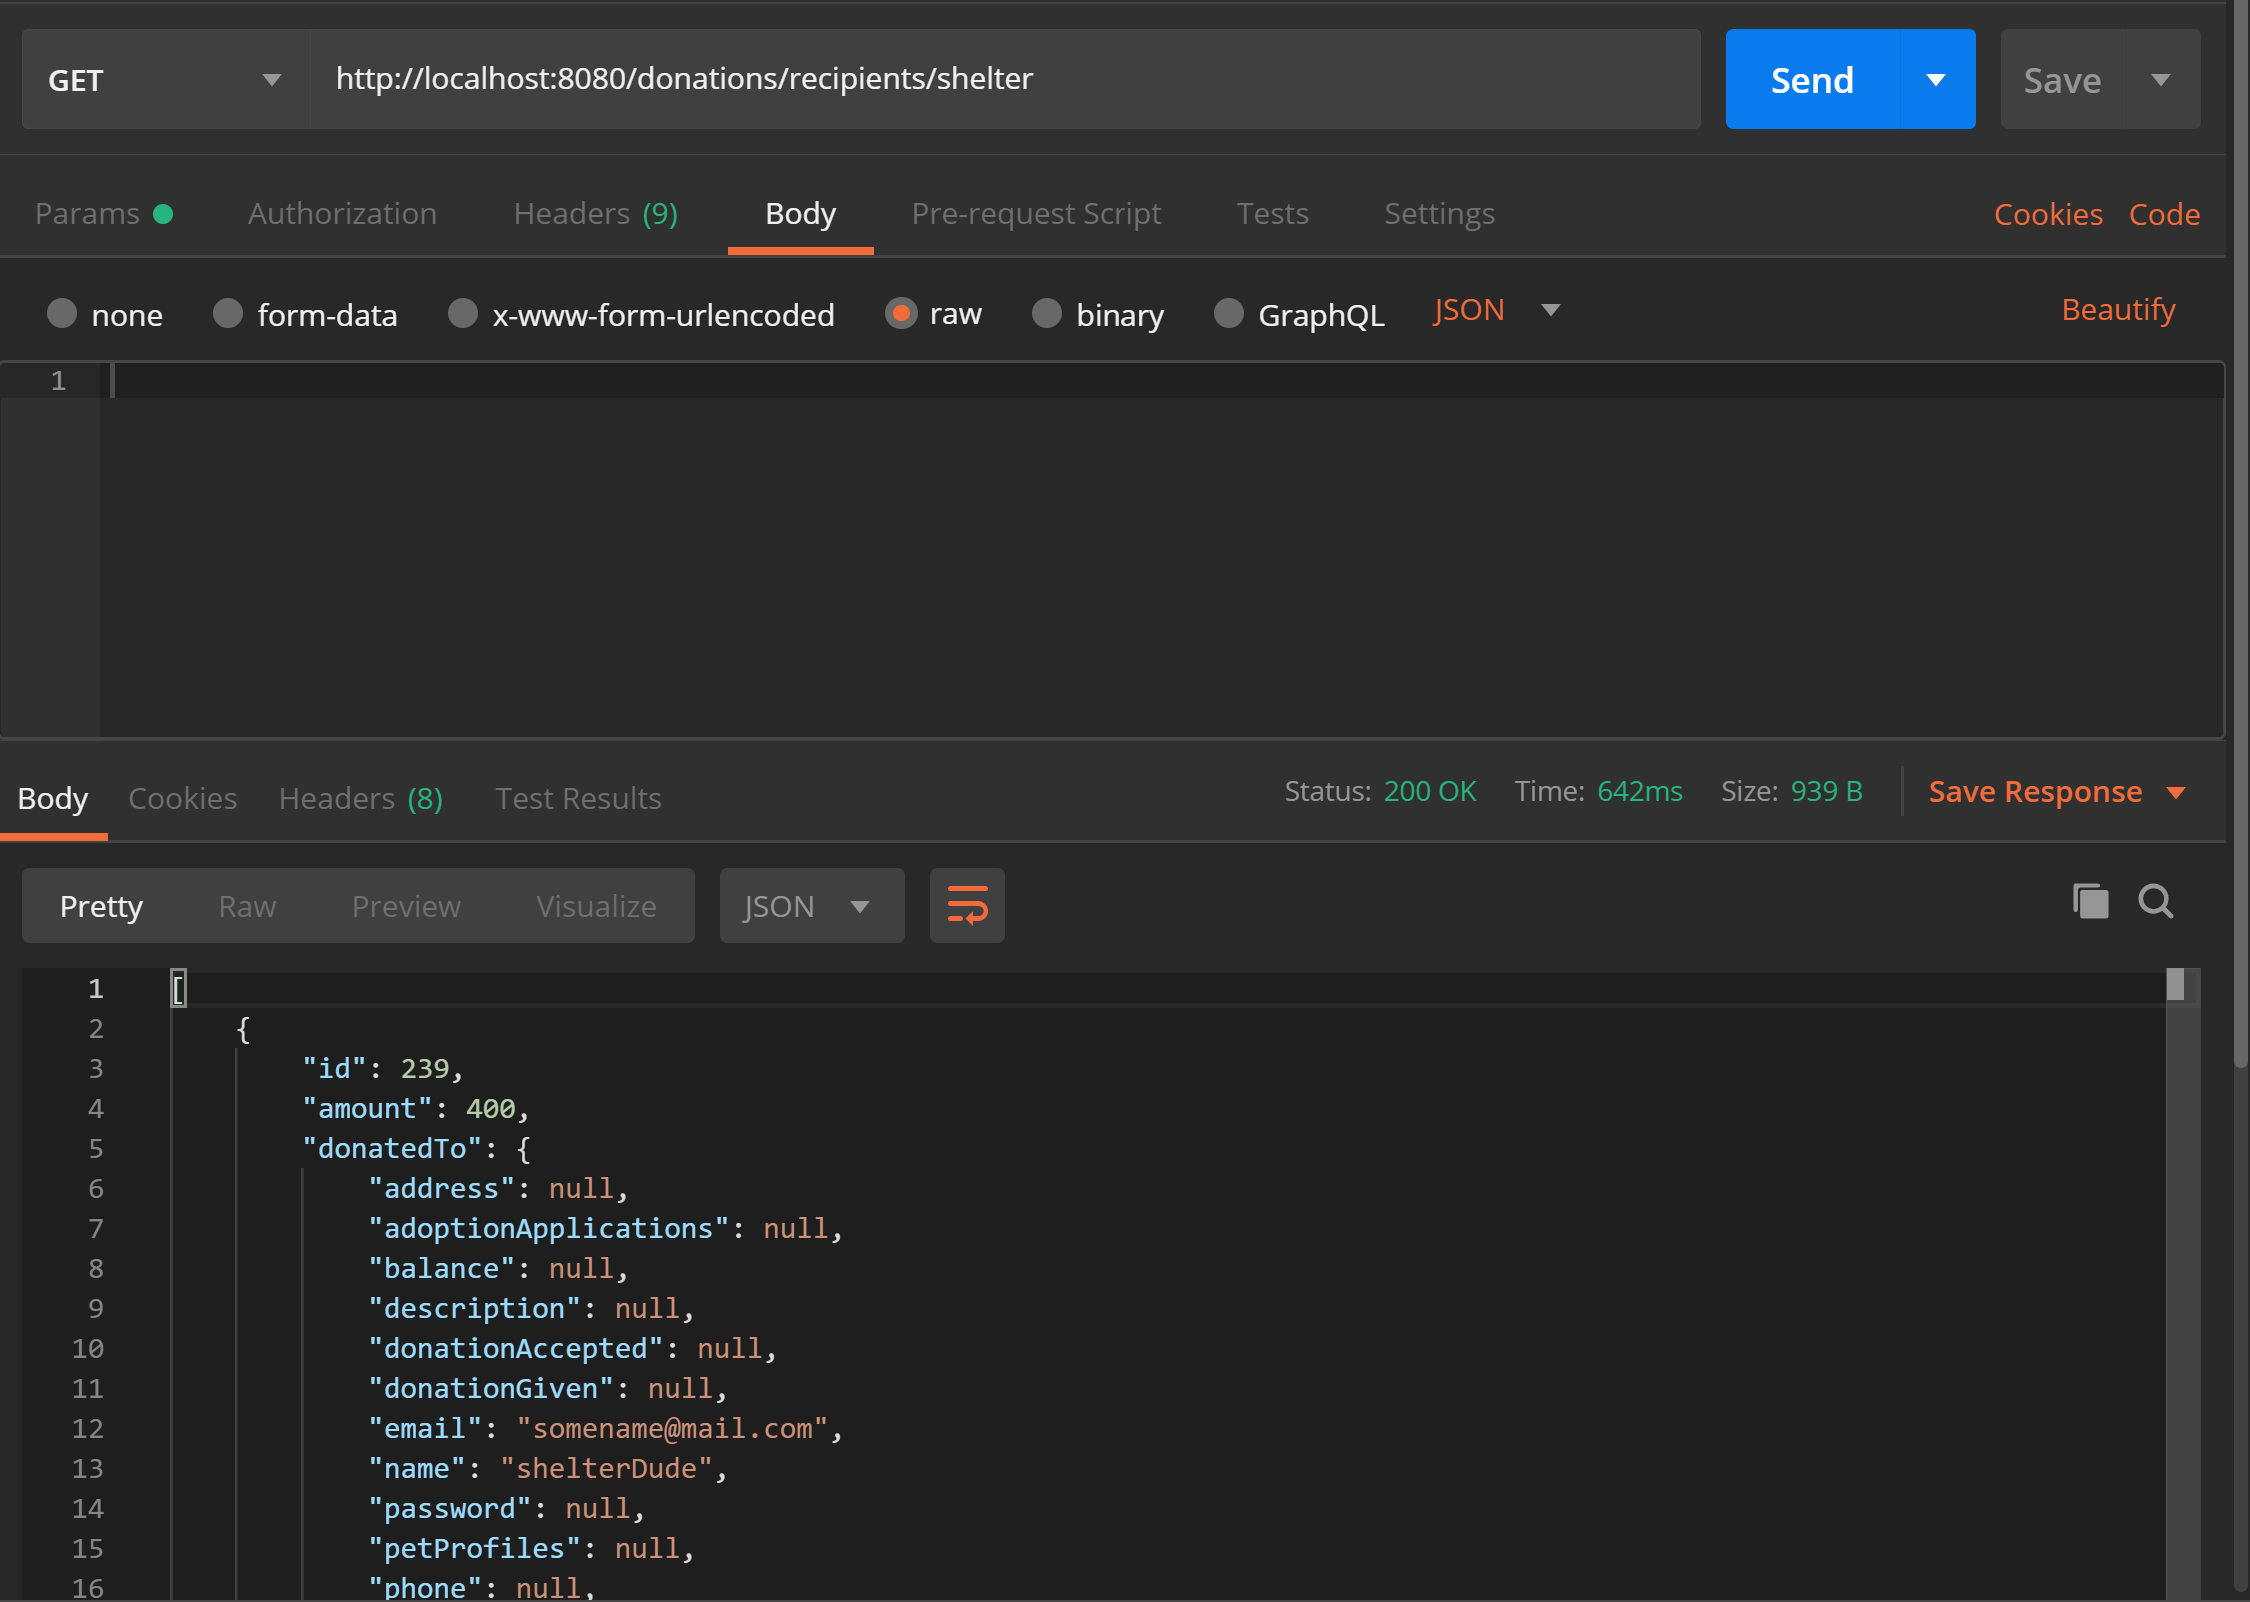 GET http://localhost:8080/donations/recipients/shelter Send Save
Params Authorization Headers (9) Body Pre-request Script Tests Settings Cookies Code
none form-data x-www-form-urlencoded raw binary GraphQL JSON Beautify
1
Body Cookies Headers (8) Test Results Status: 200 OK Time: 642ms Size: 939 B Save Response
Pretty Raw Preview Visualize JSON
1 [
2 {
3 "id": 239,
4 "amount": 400,
5 "donatedTo": {
6 "address": null,
7 "adoptionApplications": null,
8 "balance": null,
9 "description": null,
10 "donationAccepted": null,
11 "donationGiven": null,
12 "email": "somename@mail.com",
13 "name": "shelterDude",
14 "password": null,
15 "petProfiles": null,
16 "phone": null,